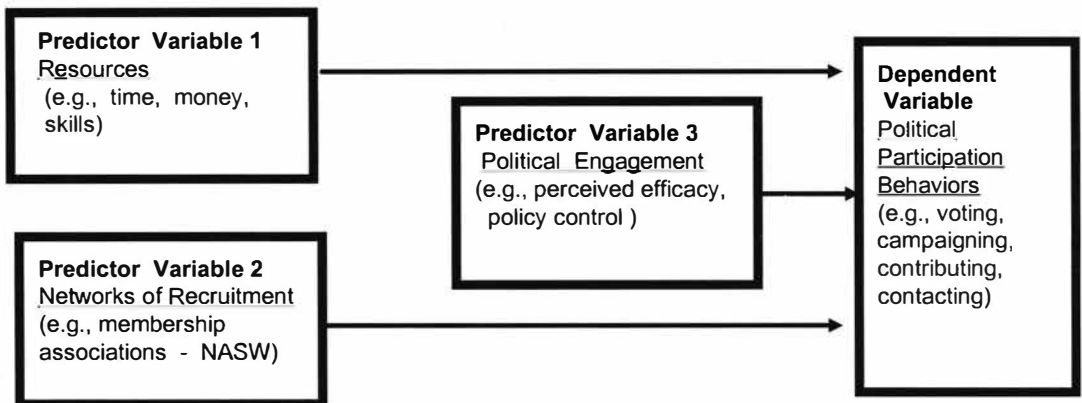 Predictor Variable 1
Resources
(e.g., time, money,
skills)
Predictor Variable 3
Political Engagement
(e.g., perceived efficacy,
policy control )
Predictor Variable 2
Networks of Recruitment
(e.g., membership
associations - NASW)
Dependent
Variable
Political
Participation
Behaviors
(e.g., voting,
campaigning,
contributing,
contacting)